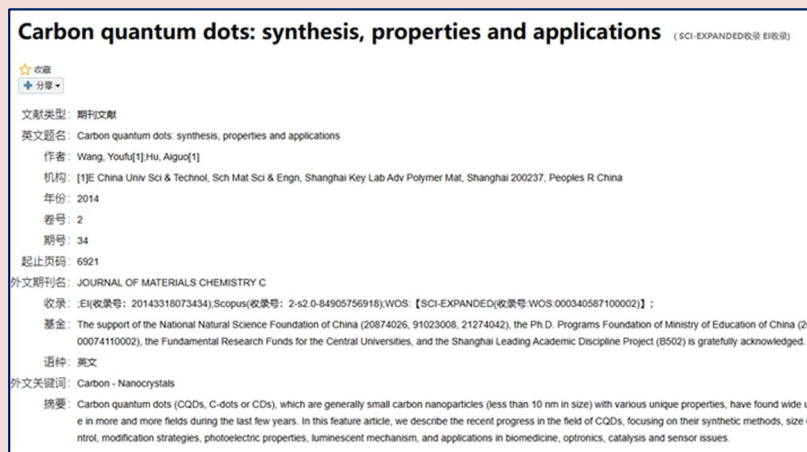 Carbon quantum dots: synthesis, properties and applications (SCI-EXPANDED收录 EI收录)
收藏
分享
文献类型: 期刊文献
英文题名: Carbon quantum dots: synthesis, properties and applications
作者: Wang, Youfu[1];Hu, Aiguo[1]
机构: [1]E China Univ Sci & Technol, Sch Mat Sci & Engn, Shanghai Key Lab Adv Polymer Mat, Shanghai 200237, Peoples R China
年份: 2014
卷号: 2
期号: 34
起止页码: 6921
外文期刊名: JOURNAL OF MATERIALS CHEMISTRY C
收录: ;EI(收录号: 20143318073434);Scopus(收录号: 2-s2.0-84905756918);WOS:【SCI-EXPANDED(收录号:WOS:000340587100002)】;
基金: The support of the National Natural Science Foundation of China (20874026, 91023008, 21274042), the Ph.D. Programs Foundation of Ministry of Education of China (2
00074110002), the Fundamental Research Funds for the Central Universities, and the Shanghai Leading Academic Discipline Project (B502) is gratefully acknowledged.
语种: 英文
外文关键词: Carbon - Nanocrystals
摘要: Carbon quantum dots (CQDs, C-dots or CDs), which are generally small carbon nanoparticles (less than 10 nm in size) with various unique properties, have found wide u
e in more and more fields during the last few years. In this feature article, we describe the recent progress in the field of CQDs, focusing on their synthetic methods, size
ntrol, modification strategies, photoelectric properties, luminescent mechanism, and applications in biomedicine, optronics, catalysis and sensor issues.